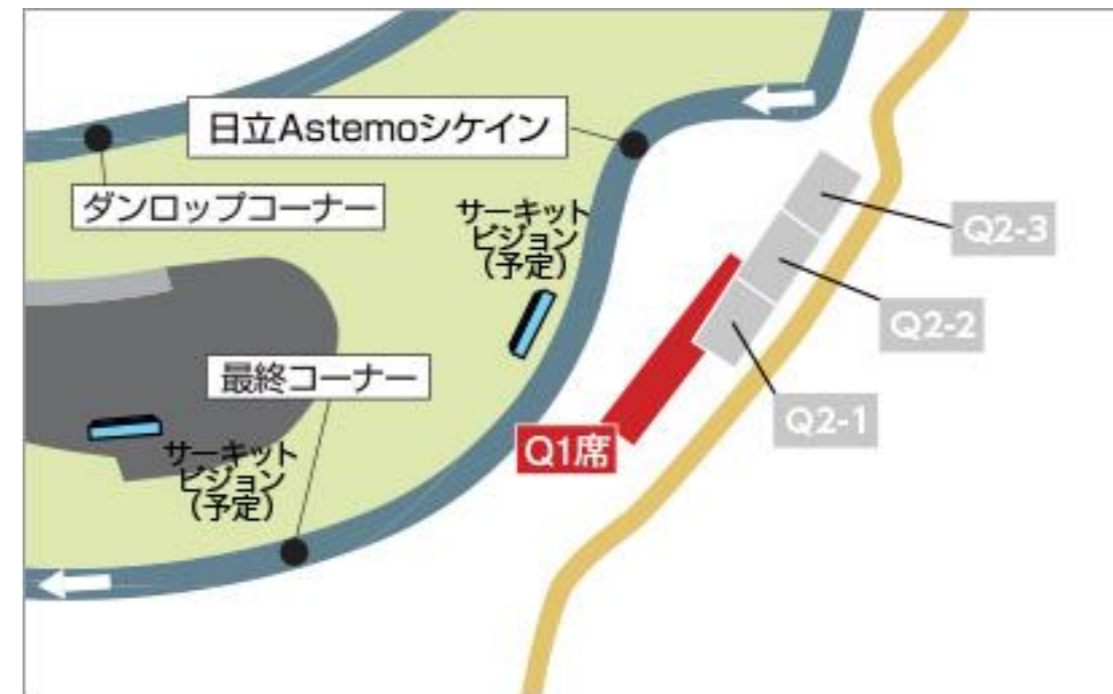 日立Astemoシケイン
ダンロップコーナー
サーキット
ビジョン
（予定）
Q2-3
Q2-2
最終コーナー
Q2-1
Q1席
サーキット
ビジョン
（予定）